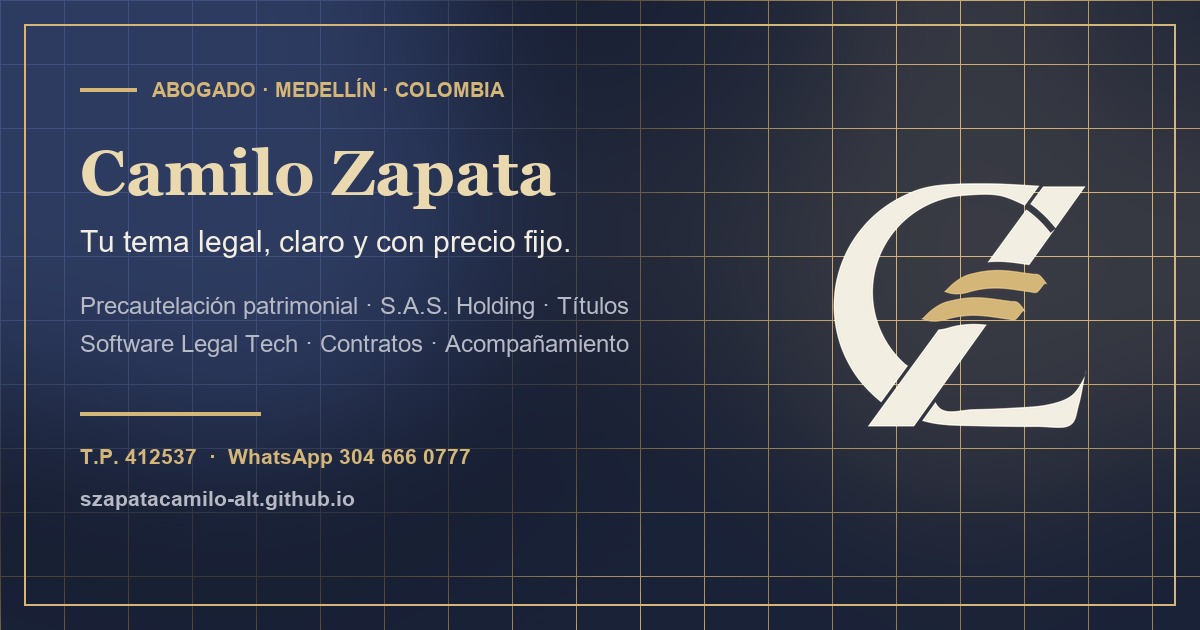 ABOGADO · MEDELLÍN · COLOMBIA
Camilo Zapata
Tu tema legal, claro y con precio fijo.
Precautelación patrimonial · S.A.S. Holding · Títulos
Software Legal Tech · Contratos · Acompañamiento
T.P. 412537 · WhatsApp 304 666 0777
szapatacamilo-alt.github.io
CZ